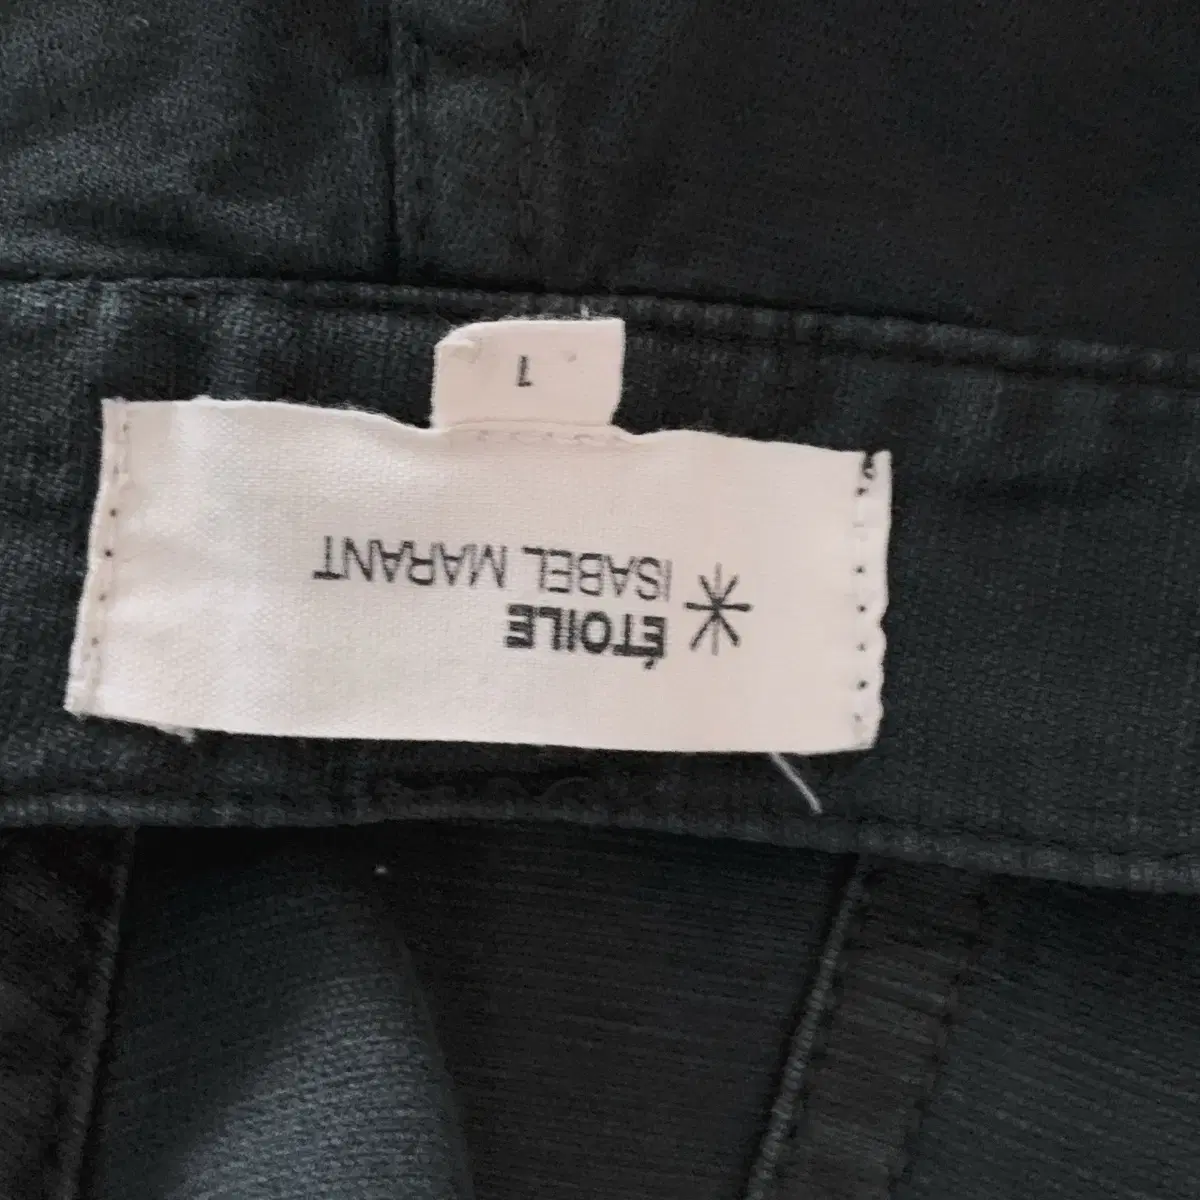 ÉTOILE
ISABEL MARANT
1